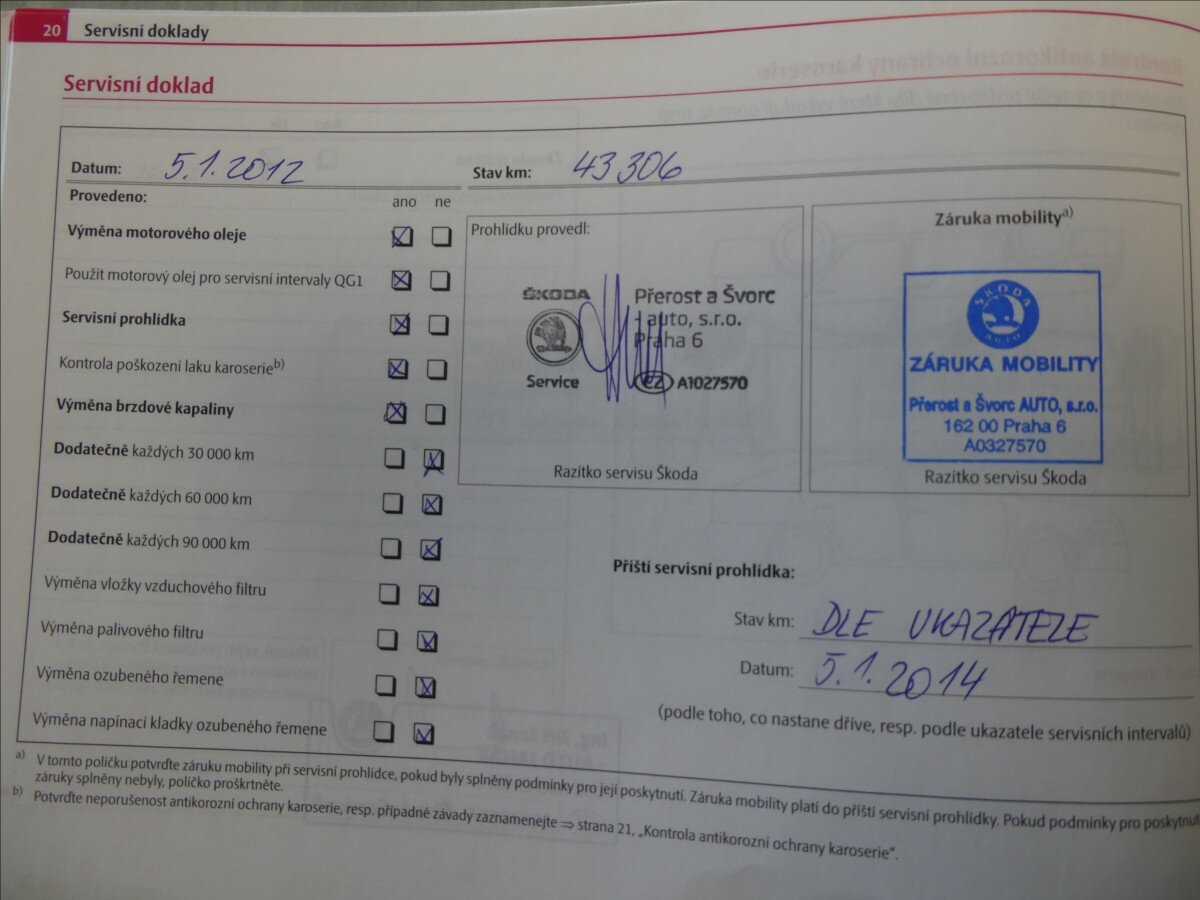 20 Servisní doklady
Servisní doklad
Datum: 5.1.2012
Stav km: 43 306
Provedeno:
ano ne
Výměna motorového oleje
Použit motorový olej pro servisní intervaly QG1
Servisní prohlídka
Kontrola poškození laku karoserie b)
Výměna brzdové kapaliny
Dodatečně každých 30 000 km
Dodatečně každých 60 000 km
Dodatečně každých 90 000 km
Výměna vložky vzduchového filtru
Výměna palivového filtru
Výměna ozubeného řemene
Výměna napínací kladky ozubeného řemene
Prohlídku provedl:
ŠKODA
Service
Přerost a Švorc
- auto, s.r.o.
Praha 6
CZ A1027570
Razítko servisu Škoda
Záruka mobility a)
ŠKODA
AUTO
ZÁRUKA MOBILITY
Přerost a Švorc AUTO, s.r.o.
162 00 Praha 6
A0327570
Razítko servisu Škoda
Příští servisní prohlídka:
Stav km: DLE UKAZATELE
Datum: 5.1.2014
(podle toho, co nastane dříve, resp. podle ukazatele servisních intervalů)
a) V tomto políčku potvrďte záruku mobility při servisní prohlídce, pokud byly splněny podmínky pro její poskytnutí. Záruka mobility platí do příští servisní prohlídky. Pokud podmínky pro poskytnut
záruky splněny nebyly, políčko proškrtněte.
b) Potvrďte neporušenost antikorozní ochrany karoserie, resp. případné závady zaznamenejte ⇒ strana 21, „Kontrola antikorozní ochrany karoserie“.